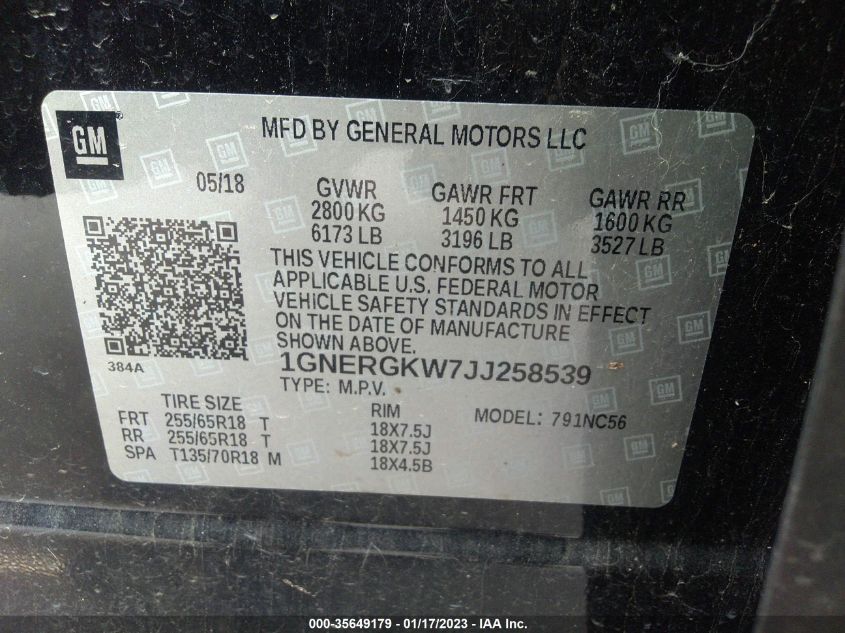 GM
MFD BY GENERAL MOTORS LLC
05/18
GVWR
2800 KG
6173 LB
GAWR FRT
1450 KG
3196 LB
GAWR RR
1600 KG
3527 LB
THIS VEHICLE CONFORMS TO ALL
APPLICABLE U.S. FEDERAL MOTOR
VEHICLE SAFETY STANDARDS IN EFFECT
ON THE DATE OF MANUFACTURE
SHOWN ABOVE.
384A
1GNERGKW7JJ258539
TYPE: M.P.V.
MODEL: 791NC56
TIRE SIZE
FRT 255/65R18 T
RR 255/65R18 T
SPA T135/70R18 M
RIM
18X7.5J
18X7.5J
18X4.5B
000-35649179 - 01/17/2023 - IAA Inc.